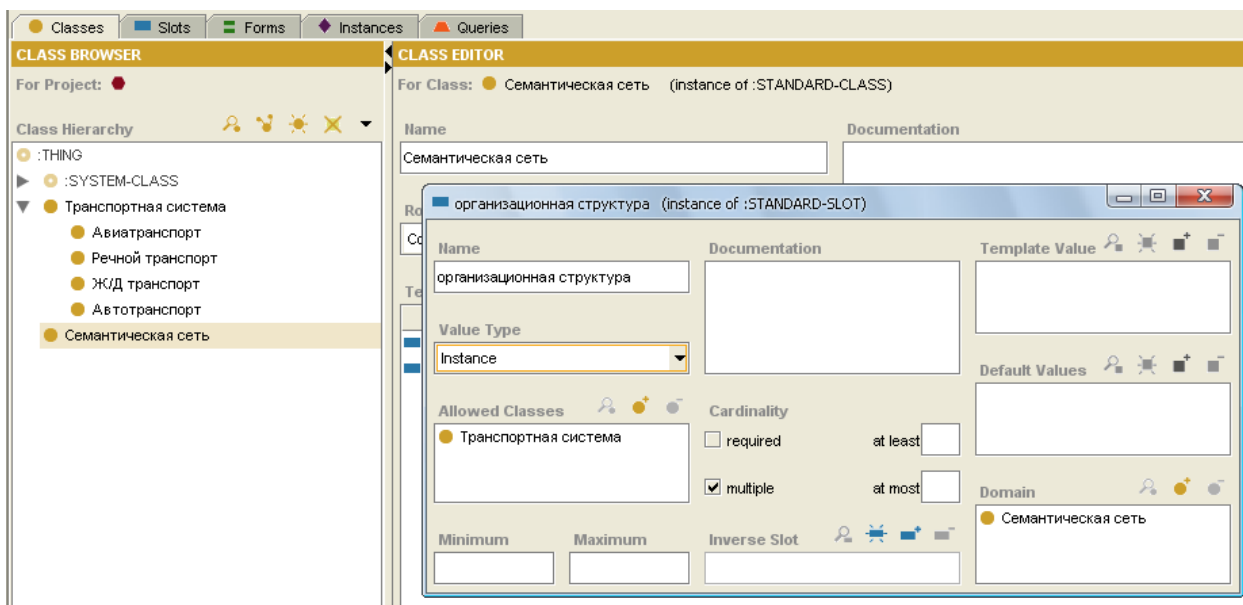 Classes Slots Forms Instances Queries
CLASS BROWSER
For Project:
Class Hierarchy
:THING
:SYSTEM-CLASS
Транспортная система
Авиатранспорт
Речной транспорт
Ж/Д транспорт
Автотранспорт
Семантическая сеть
CLASS EDITOR
For Class: Семантическая сеть (instance of :STANDARD-CLASS)
Name Documentation
Семантическая сеть
организационная структура (instance of :STANDARD-SLOT)
Name Documentation Template Value
организационная структура
Value Type
Instance
Default Values
Allowed Classes Cardinality
Транспортная система
required at least
multiple at most
Domain
Семантическая сеть
Minimum Maximum Inverse Slot